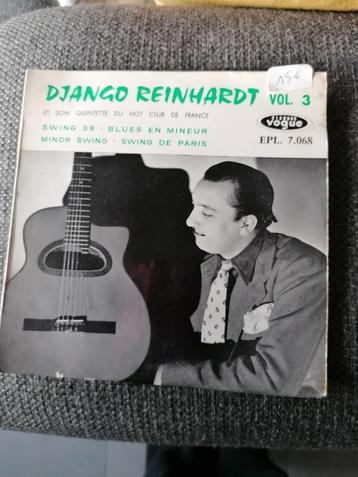 150
DJANGO REINHARDT VOL. 3
ET SON QUINTETTE DU HOT CLUB DE FRANCE
SWING 39 - BLUES EN MINEUR
MINOR SWING - SWING DE PARIS
DISQUES
vogue
EPL. 7.068